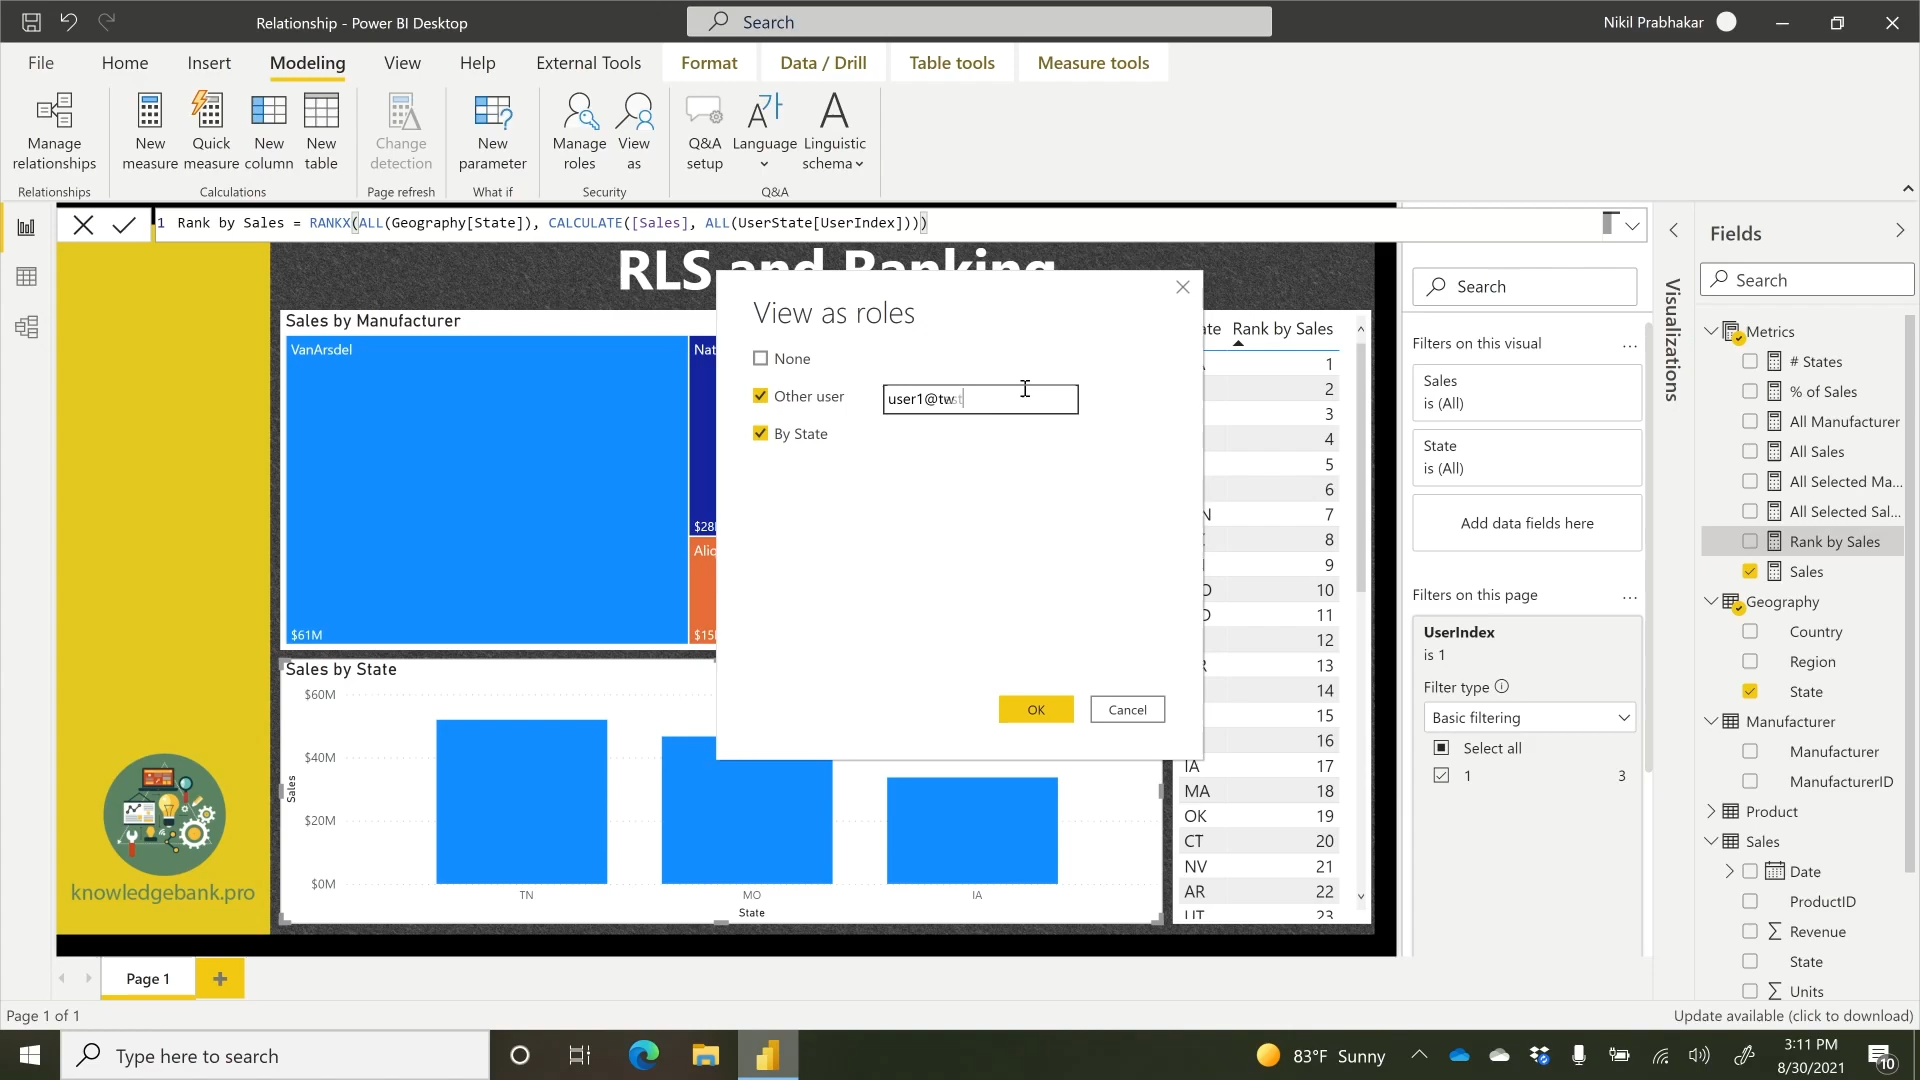 Relationship - Power BI Desktop
Search
Nikil Prabhakar
File
Home
Insert
Modeling
View
Help
External Tools
Format
Data / Drill
Table tools
Measure tools
Manage relationships
New measure
Quick measure
New column
New table
Change detection
New parameter
Manage roles
View as
Q&A setup
Language
Linguistic schema
Relationships
Calculations
Page refresh
What if
Security
Q&A
1 Rank by Sales = RANKX(ALL(Geography[State]), CALCULATE([Sales], ALL(UserState[UserIndex])))
RLS and Ranking
Sales by Manufacturer
VanArsdel
$61M
Nat
$28
Aliq
$15
Sales by State
$60M
$40M
$20M
$0M
Sales
TN
MO
IA
State
knowledgebank.pro
View as roles
None
Other user
By State
OK
Cancel
Rank by Sales
1
2
3
4
5
6
7
8
9
10
11
12
13
14
15
16
IA 17
MA 18
OK 19
CT 20
NV 21
AR 22
UT 23
Search
Filters on this visual
...
Sales
is (All)
State
is (All)
Add data fields here
Filters on this page
...
UserIndex
is 1
Filter type
Basic filtering
Select all
1 3
Visualizations
Fields
Search
Metrics
# States
% of Sales
All Manufacturer
All Sales
All Selected Ma...
All Selected Sal...
Rank by Sales
Sales
Geography
Country
Region
State
Manufacturer
Manufacturer
ManufacturerID
Product
Sales
Date
ProductID
Revenue
State
Units
Page 1
Page 1 of 1
Update available (click to download)
Type here to search
83°F Sunny
3:11 PM
8/30/2021
10